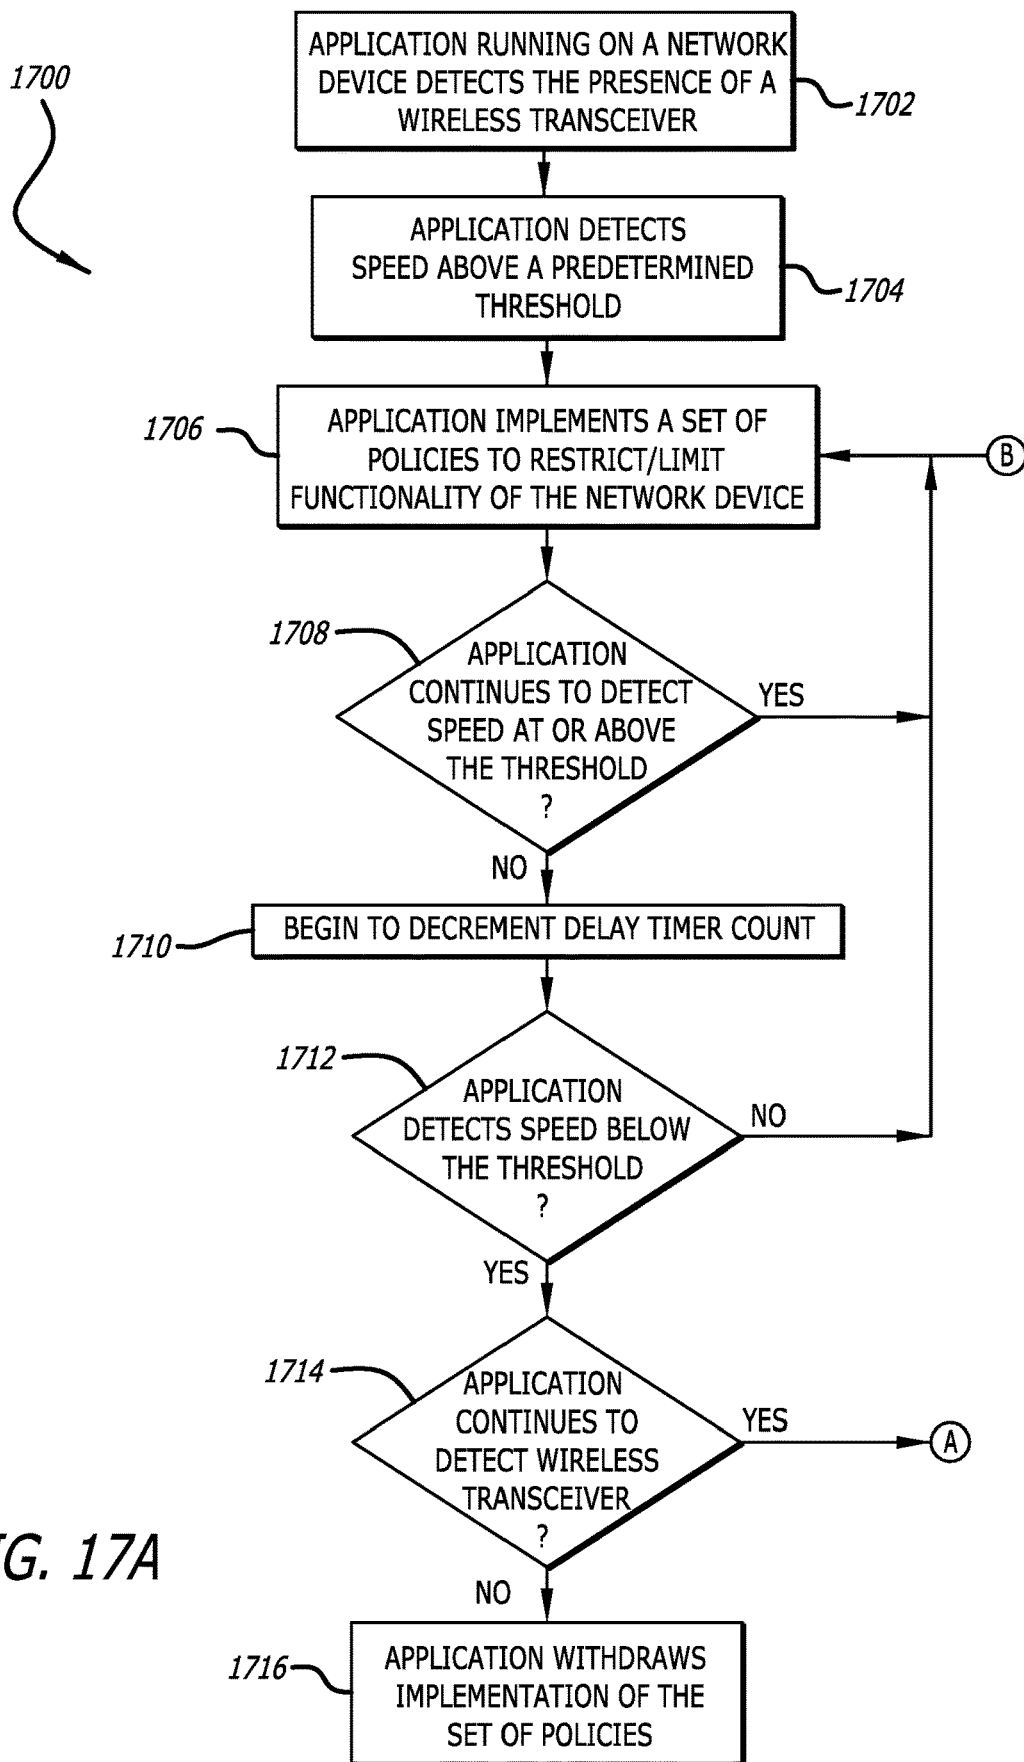 1700
APPLICATION RUNNING ON A NETWORK
DEVICE DETECTS THE PRESENCE OF A
WIRELESS TRANSCEIVER
1702
APPLICATION DETECTS
SPEED ABOVE A PREDETERMINED
THRESHOLD
1704
1706
APPLICATION IMPLEMENTS A SET OF
POLICIES TO RESTRICT/LIMIT
FUNCTIONALITY OF THE NETWORK DEVICE
B
1708
APPLICATION
CONTINUES TO DETECT
SPEED AT OR ABOVE
THE THRESHOLD
?
YES
NO
1710
BEGIN TO DECREMENT DELAY TIMER COUNT
1712
APPLICATION
DETECTS SPEED BELOW
THE THRESHOLD
?
NO
YES
1714
APPLICATION
CONTINUES TO
DETECT WIRELESS
TRANSCEIVER
?
YES
A
NO
G. 17A
1716
APPLICATION WITHDRAWS
IMPLEMENTATION OF THE
SET OF POLICIES